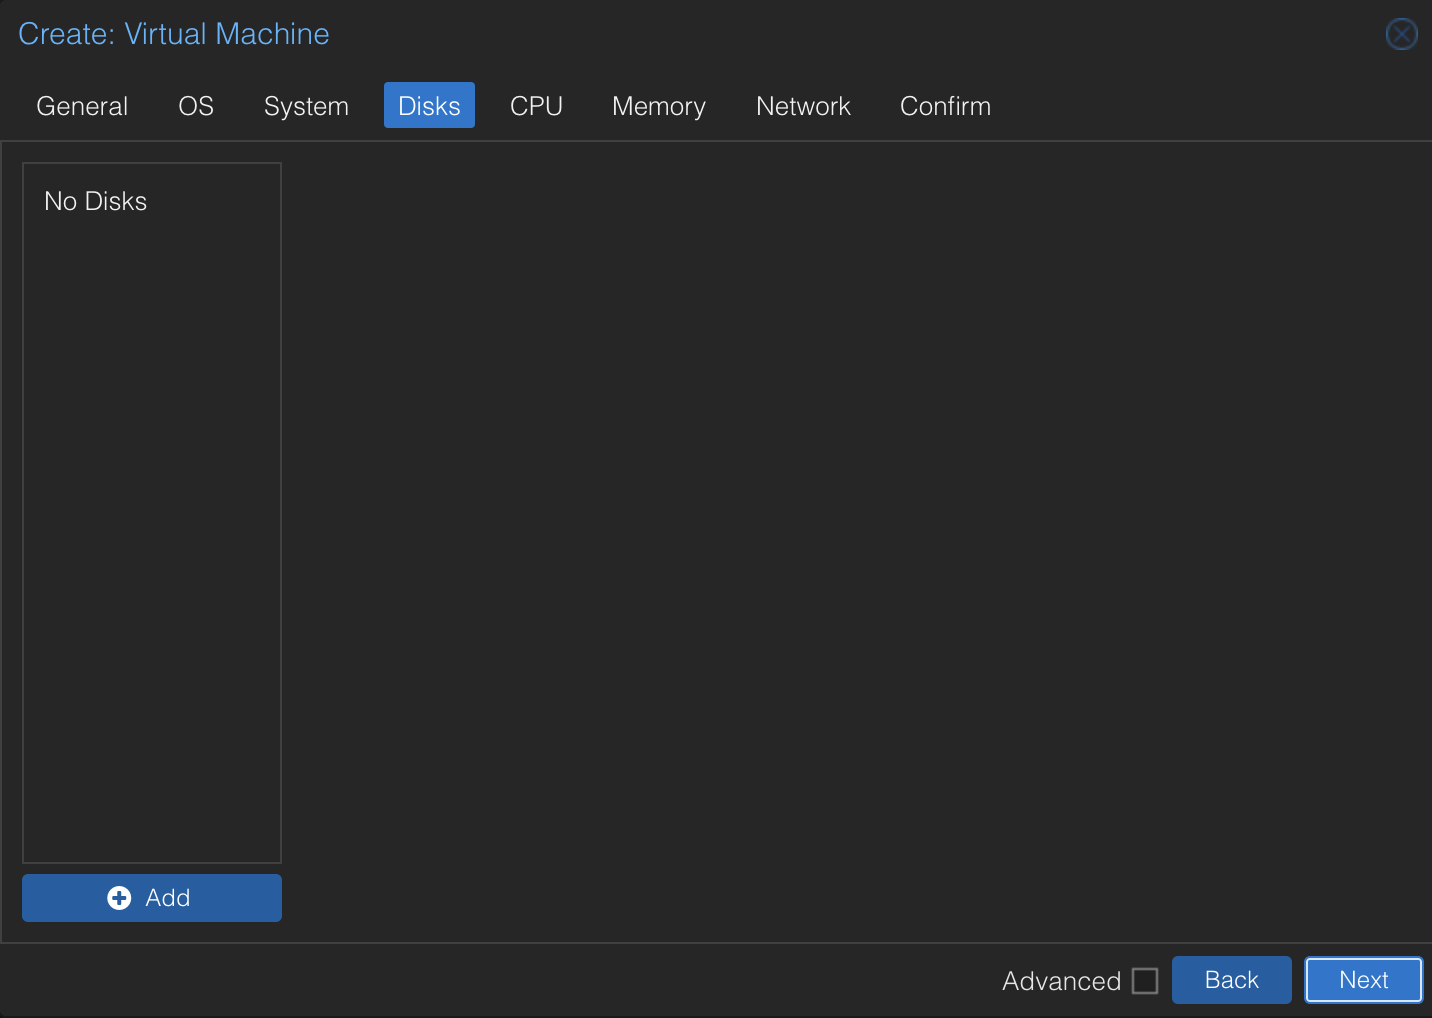 Create: Virtual Machine
General OS System Disks CPU Memory Network Confirm
No Disks
Add
Advanced Back Next